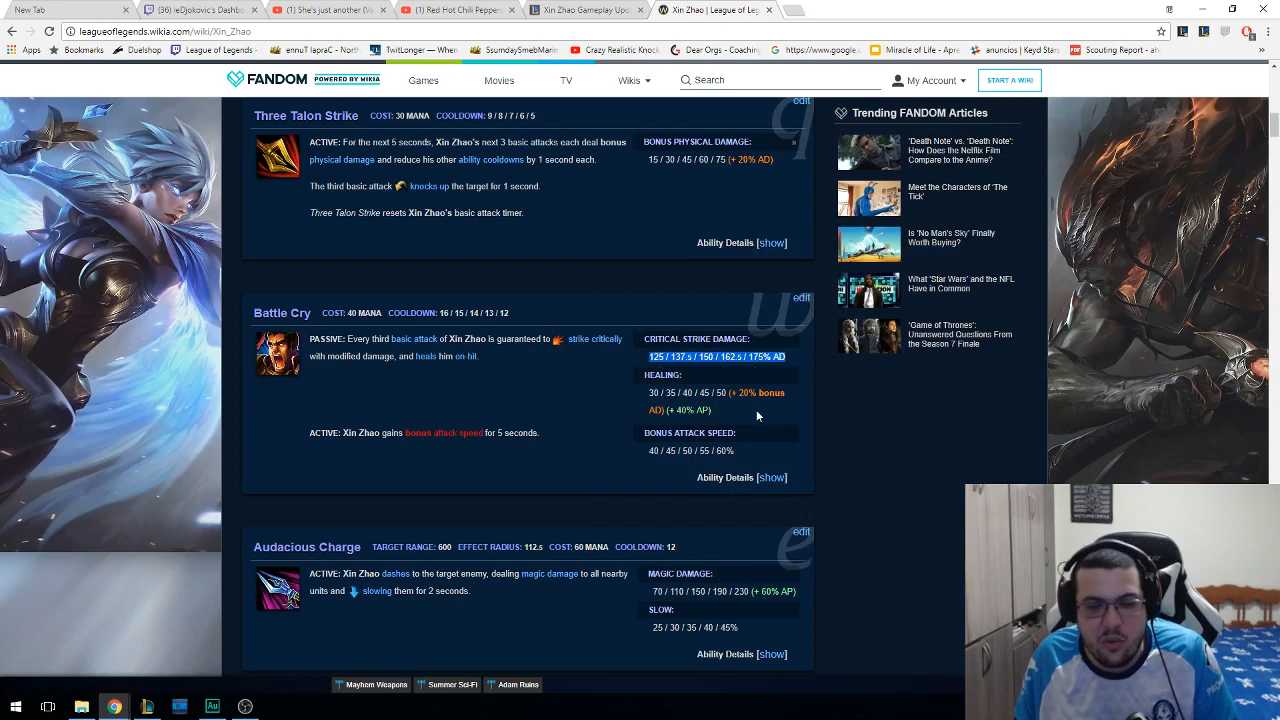 New Tab
(36) ieDjokovic's Dashbo
(1) She's just another (Va
(1) Red Hot Chili Peppers
Xin Zhao Gameplay Upd
Xin Zhao | League of Leg
leagueoflegends.wikia.com/wiki/Xin_Zhao
Apps
Bookmarks
Duelshop
League of Legends
ennuT lapraC - North
TwitLonger — When
Crazy Realistic Knock
Dear Orgs - Coaching
https://www.google.c
Miracle of Life - Apre
anuncios | Keyd Stars
Scouting Report - ahq
FANDOM
POWERED BY WIKIA
Games
Movies
TV
Wikis
Search
My Account
START A WIKI
edit
q
Three Talon Strike COST: 30 MANA COOLDOWN: 9 / 8 / 7 / 6 / 5
ACTIVE: For the next 5 seconds, Xin Zhao's next 3 basic attacks each deal bonus
physical damage and reduce his other ability cooldowns by 1 second each.
The third basic attack knocks up the target for 1 second.
Three Talon Strike resets Xin Zhao's basic attack timer.
BONUS PHYSICAL DAMAGE: »
15 / 30 / 45 / 60 / 75 (+ 20% AD)
Ability Details [show]
edit
w
Battle Cry COST: 40 MANA COOLDOWN: 16 / 15 / 14 / 13 / 12
PASSIVE: Every third basic attack of Xin Zhao is guaranteed to strike critically
with modified damage, and heals him on-hit.
ACTIVE: Xin Zhao gains bonus attack speed for 5 seconds.
CRITICAL STRIKE DAMAGE:
125 / 137.5 / 150 / 162.5 / 175% AD
HEALING:
30 / 35 / 40 / 45 / 50 (+ 20% bonus
AD) (+ 40% AP)
BONUS ATTACK SPEED:
40 / 45 / 50 / 55 / 60%
Ability Details [show]
edit
e
Audacious Charge TARGET RANGE: 600 EFFECT RADIUS: 112.5 COST: 60 MANA COOLDOWN: 12
ACTIVE: Xin Zhao dashes to the target enemy, dealing magic damage to all nearby
units and slowing them for 2 seconds.
MAGIC DAMAGE:
70 / 110 / 150 / 190 / 230 (+ 60% AP)
SLOW:
25 / 30 / 35 / 40 / 45%
Ability Details [show]
Trending FANDOM Articles
'Death Note' vs. 'Death Note':
How Does the Netflix Film
Compare to the Anime?
Meet the Characters of 'The
Tick'
Is 'No Man's Sky' Finally
Worth Buying?
What 'Star Wars' and the NFL
Have in Common
'Game of Thrones':
Unanswered Questions From
the Season 7 Finale
Mayhem Weapons
Summer Sci-Fi
Adam Ruins
Au